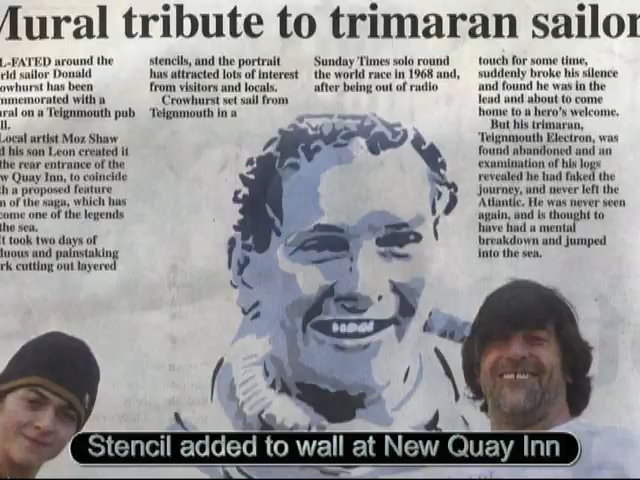 Mural tribute to trimaran sailor
L-FATED around the
rld sailor Donald
owhurst has been
mmemorated with a
ural on a Teignmouth pub
ll.
Local artist Moz Shaw
d his son Leon created it
the rear entrance of the
w Quay Inn, to coincide
h a proposed feature
n of the saga, which has
come one of the legends
the sea.
It took two days of
duous and painstaking
rk cutting out layered
stencils, and the portrait
has attracted lots of interest
from visitors and locals.
Crowhurst set sail from
Teignmouth in a
Sunday Times solo round
the world race in 1968 and,
after being out of radio
touch for some time,
suddenly broke his silence
and found he was in the
lead and about to come
home to a hero's welcome.
But his trimaran,
Teignmouth Electron, was
found abandoned and an
examination of his logs
revealed he had faked the
journey, and never left the
Atlantic. He was never seen
again, and is thought to
have had a mental
breakdown and jumped
into the sea.
Stencil added to wall at New Quay Inn